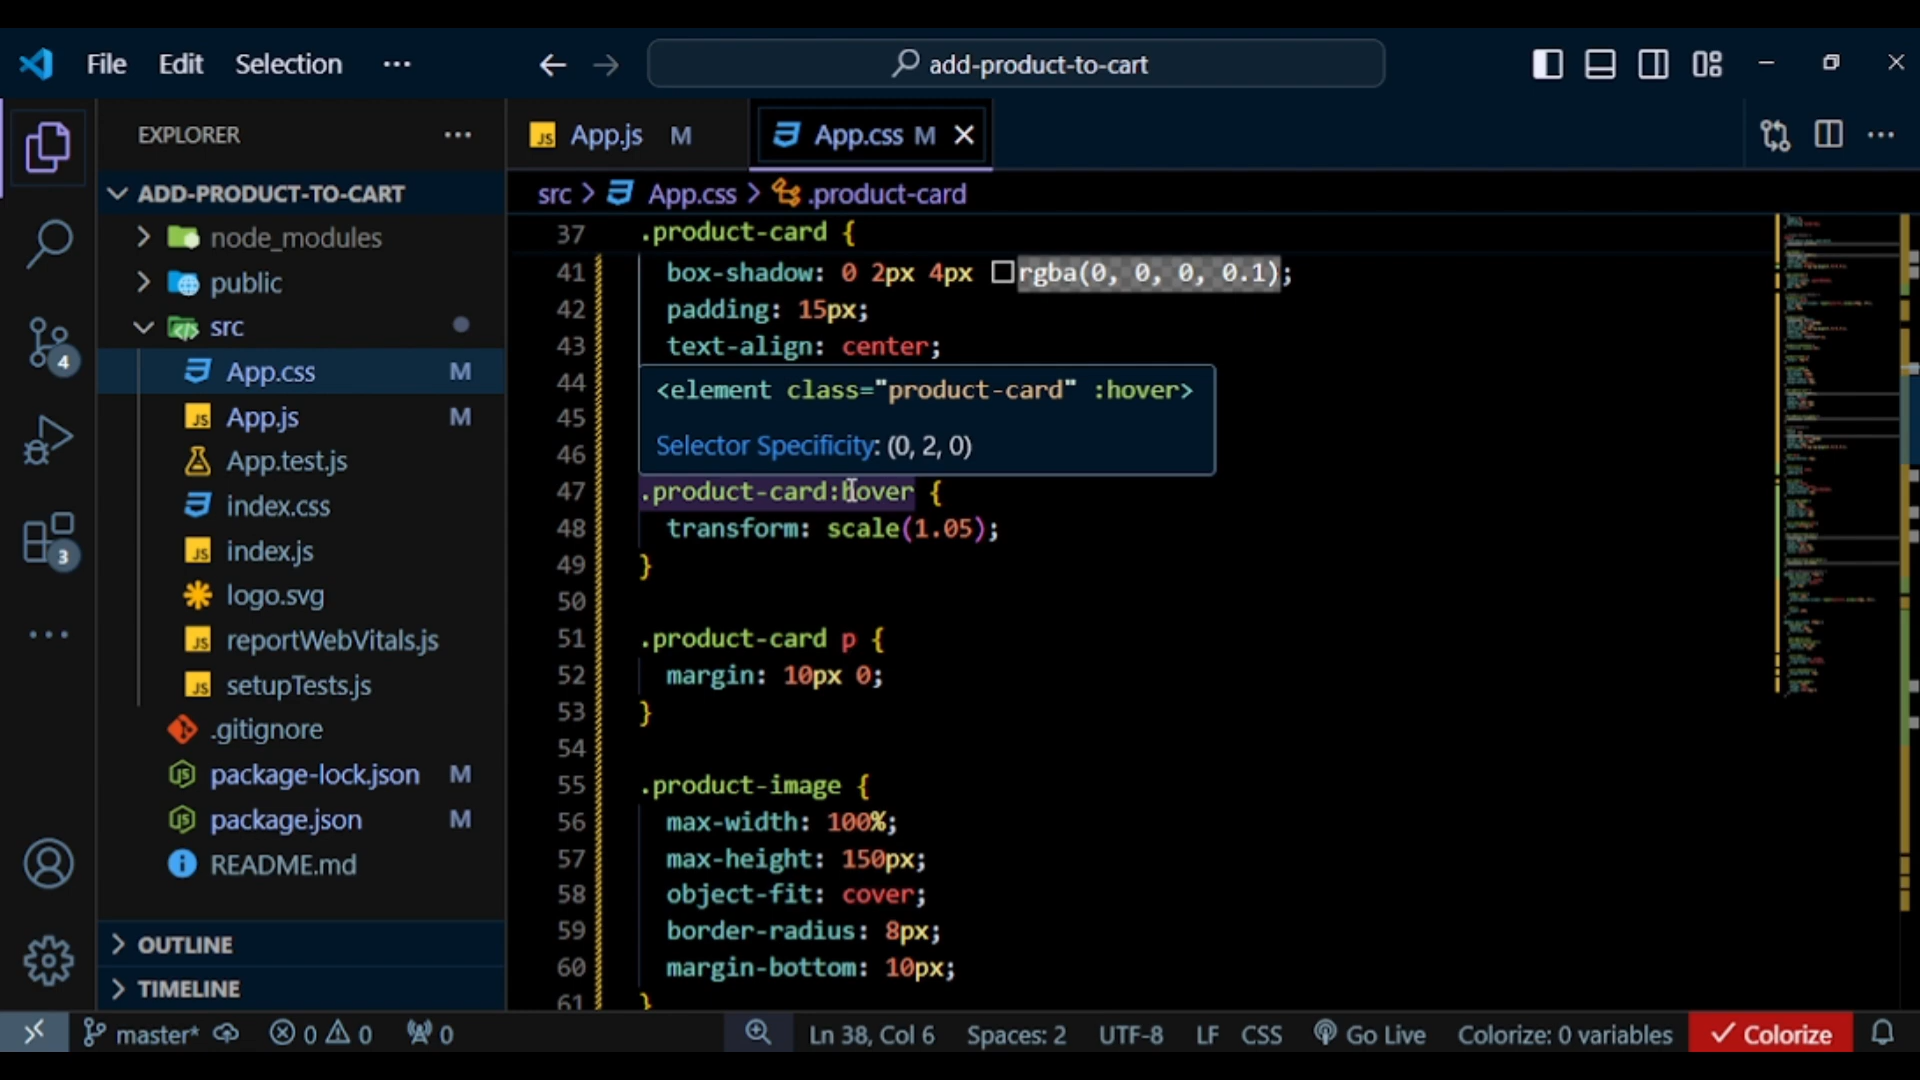 File Edit Selection ···
add-product-to-cart
EXPLORER ···
App.js M
App.css M
ADD-PRODUCT-TO-CART
src > App.css > .product-card
node_modules
public
src
App.css M
App.js M
App.test.js
index.css
index.js
logo.svg
reportWebVitals.js
setupTests.js
.gitignore
package-lock.json M
package.json M
README.md
OUTLINE
TIMELINE
4
3
37 .product-card {
41 box-shadow: 0 2px 4px rgba(0, 0, 0, 0.1);
42 padding: 15px;
43 text-align: center;
44
<element class="product-card" :hover>
45
Selector Specificity: (0, 2, 0)
46
47 .product-card:hover {
48 transform: scale(1.05);
49 }
50
51 .product-card p {
52 margin: 10px 0;
53 }
54
55 .product-image {
56 max-width: 100%;
57 max-height: 150px;
58 object-fit: cover;
59 border-radius: 8px;
60 margin-bottom: 10px;
61 }
master* 0 0 0 Ln 38, Col 6 Spaces: 2 UTF-8 LF CSS Go Live Colorize: 0 variables Colorize